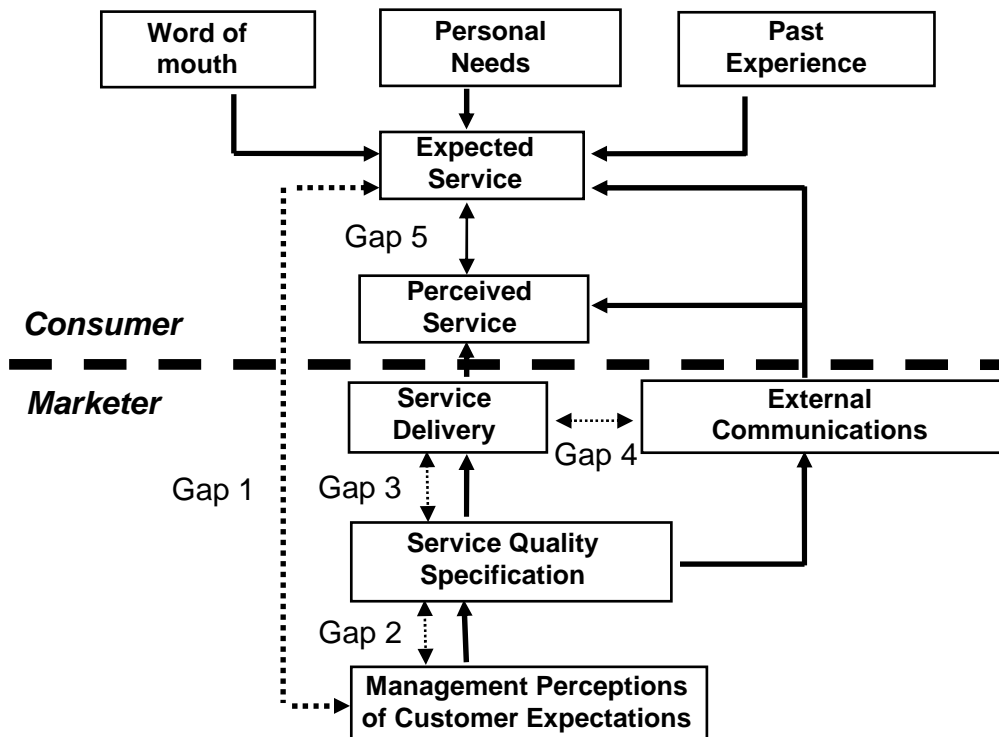 Word of
mouth
Personal
Needs
Past
Experience
Expected
Service
Gap 5
Perceived
Service
Consumer
Marketer
Service
Delivery
External
Communications
Gap 4
Gap 1
Gap 3
Service Quality
Specification
Gap 2
Management Perceptions
of Customer Expectations